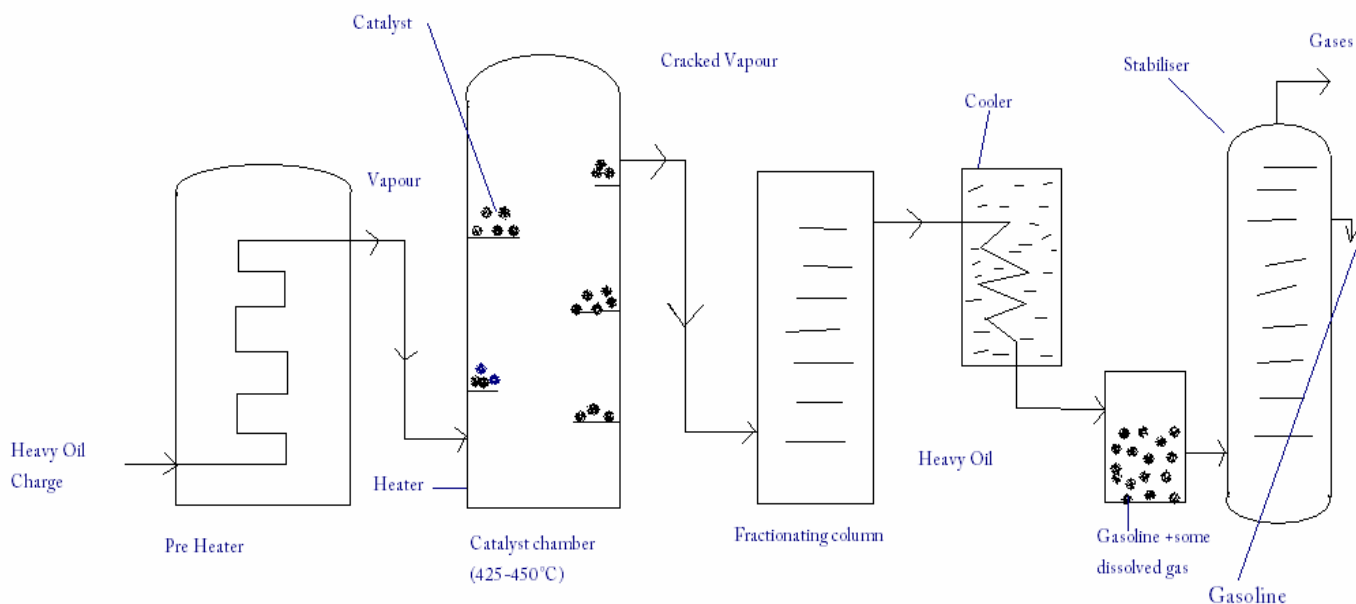 Catalyst
Gases
Cracked Vapour
Stabiliser
Cooler
Vapour
Heavy Oil
Charge
Heater
Heavy Oil
Pre Heater
Catalyst chamber
(425-450°C)
Fractionating column
Gasoline +some
dissolved gas
Gasoline